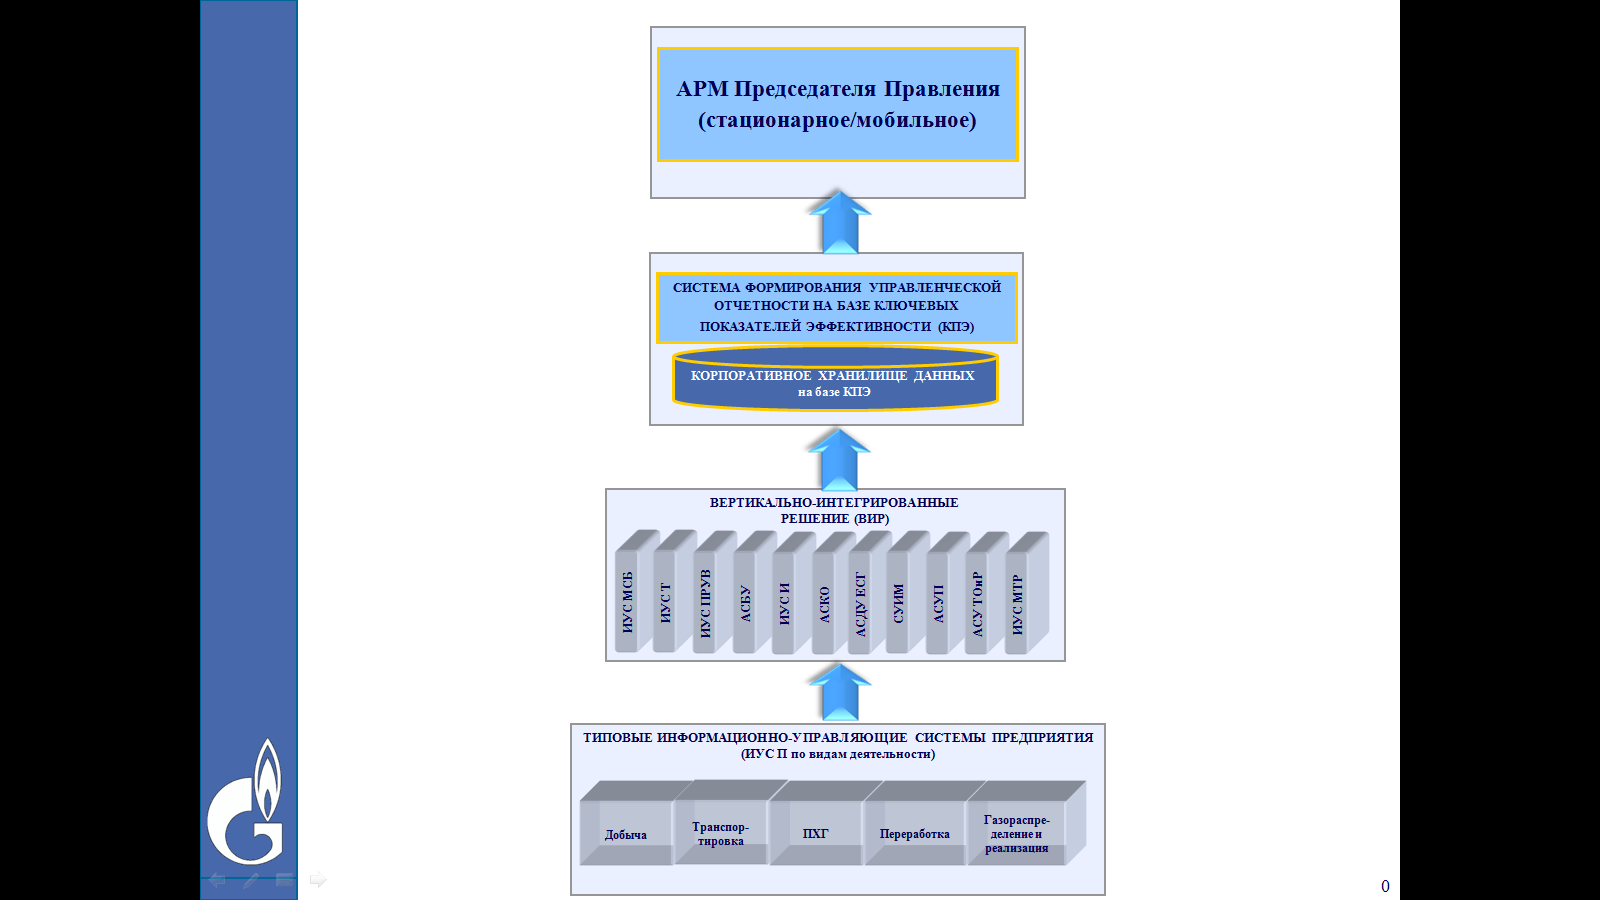 АРМ Председателя Правления
(стационарное/мобильное)
СИСТЕМА ФОРМИРОВАНИЯ УПРАВЛЕНЧЕСКОЙ
ОТЧЕТНОСТИ НА БАЗЕ КЛЮЧЕВЫХ
ПОКАЗАТЕЛЕЙ ЭФФЕКТИВНОСТИ (КПЭ)
КОРПОРАТИВНОЕ ХРАНИЛИЩЕ ДАННЫХ
на базе КПЭ
ВЕРТИКАЛЬНО-ИНТЕГРИРОВАННЫЕ
РЕШЕНИЕ (ВИР)
ИУС МСБ
ИУС Т
ИУС ПРУВ
АСБУ
ИУС И
АСКО
АСДУ ЕСГ
СУИМ
АСУП
АСУ ТОиР
ИУС МТР
ТИПОВЫЕ ИНФОРМАЦИОННО-УПРАВЛЯЮЩИЕ СИСТЕМЫ ПРЕДПРИЯТИЯ
(ИУС П по видам деятельности)
Добыча
Транспор-
тировка
ПХГ
Переработка
Газораспре-
деление и
реализация
0